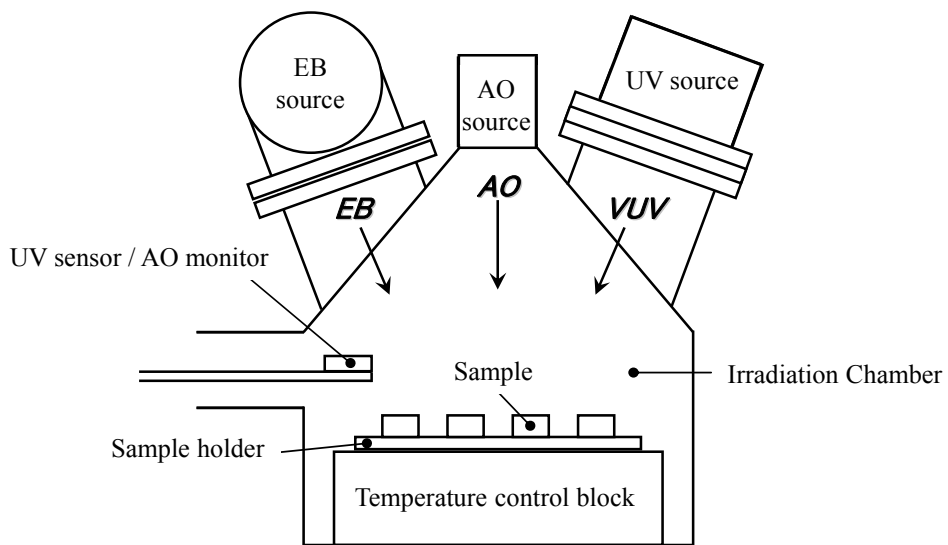 EB
source
AO
source
UV source
EB
AO
VUV
UV sensor / AO monitor
Sample
Irradiation Chamber
Sample holder
Temperature control block